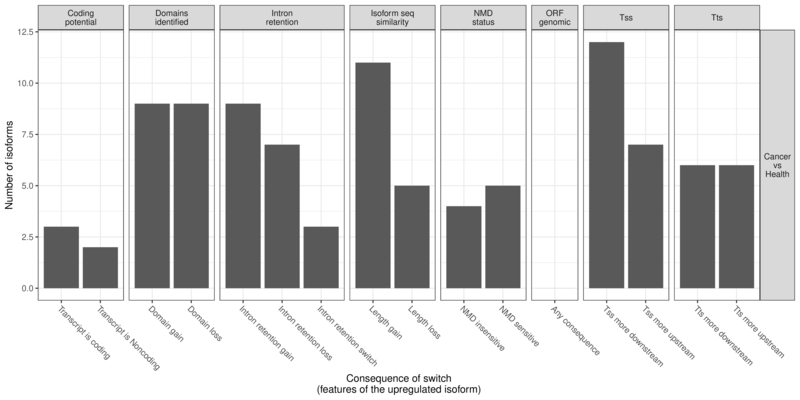 Coding
potential
Domains
identified
Intron
retention
Isoform seq
similarity
NMD
status
ORF
genomic
Tss
Tts
12.5
10.0
7.5
5.0
2.5
0.0
Number of isoforms
Cancer
vs
Health
Transcript is coding
Transcript is Noncoding
Domain gain
Domain loss
Intron retention gain
Intron retention loss
Intron retention switch
Length gain
Length loss
NMD insensitive
NMD sensitive
Any consequence
Tss more downstream
Tss more upstream
Tts more downstream
Tts more upstream
Consequence of switch
(features of the upregulated isoform)